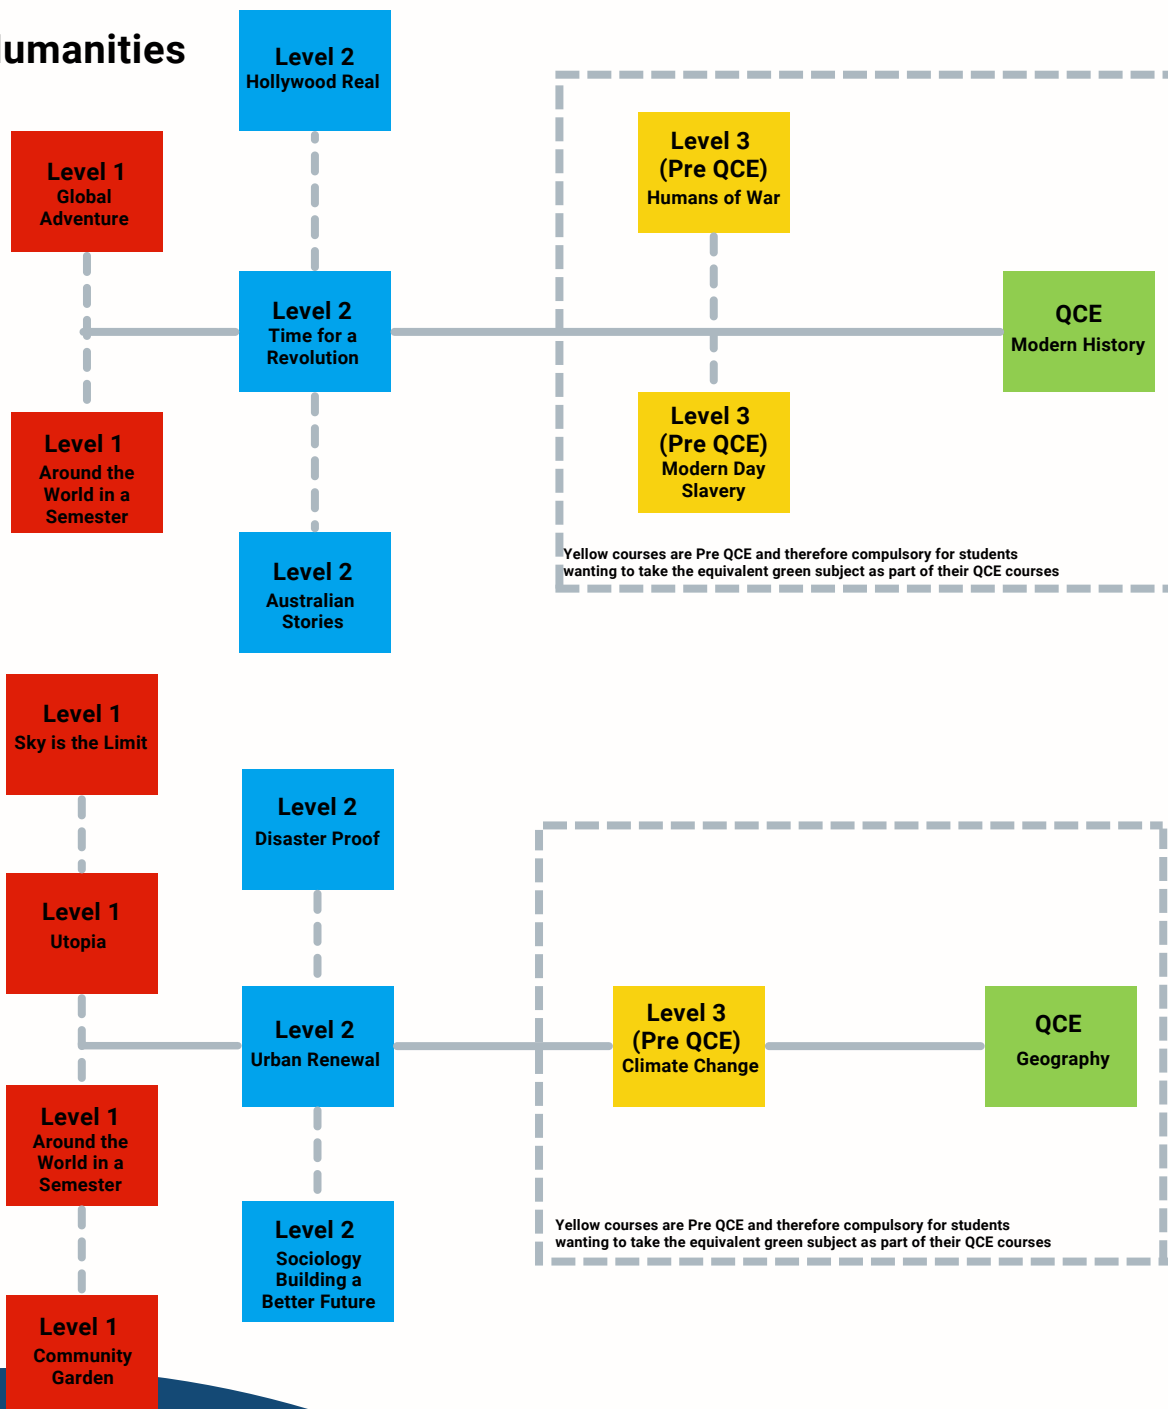 Humanities
Level 2
Hollywood Real
Level 1
Global
Adventure
Level 3
(Pre QCE)
Humans of War
Level 2
Time for a
Revolution
QCE
Modern History
Level 1
Around the
World in a
Semester
Level 3
(Pre QCE)
Modern Day
Slavery
Yellow courses are Pre QCE and therefore compulsory for students
wanting to take the equivalent green subject as part of their QCE courses
Level 2
Australian
Stories
Level 1
Sky is the Limit
Level 2
Disaster Proof
Level 1
Utopia
Level 2
Urban Renewal
Level 3
(Pre QCE)
Climate Change
QCE
Geography
Level 1
Around the
World in a
Semester
Level 2
Sociology
Building a
Better Future
Yellow courses are Pre QCE and therefore compulsory for students
wanting to take the equivalent green subject as part of their QCE courses
Level 1
Community
Garden